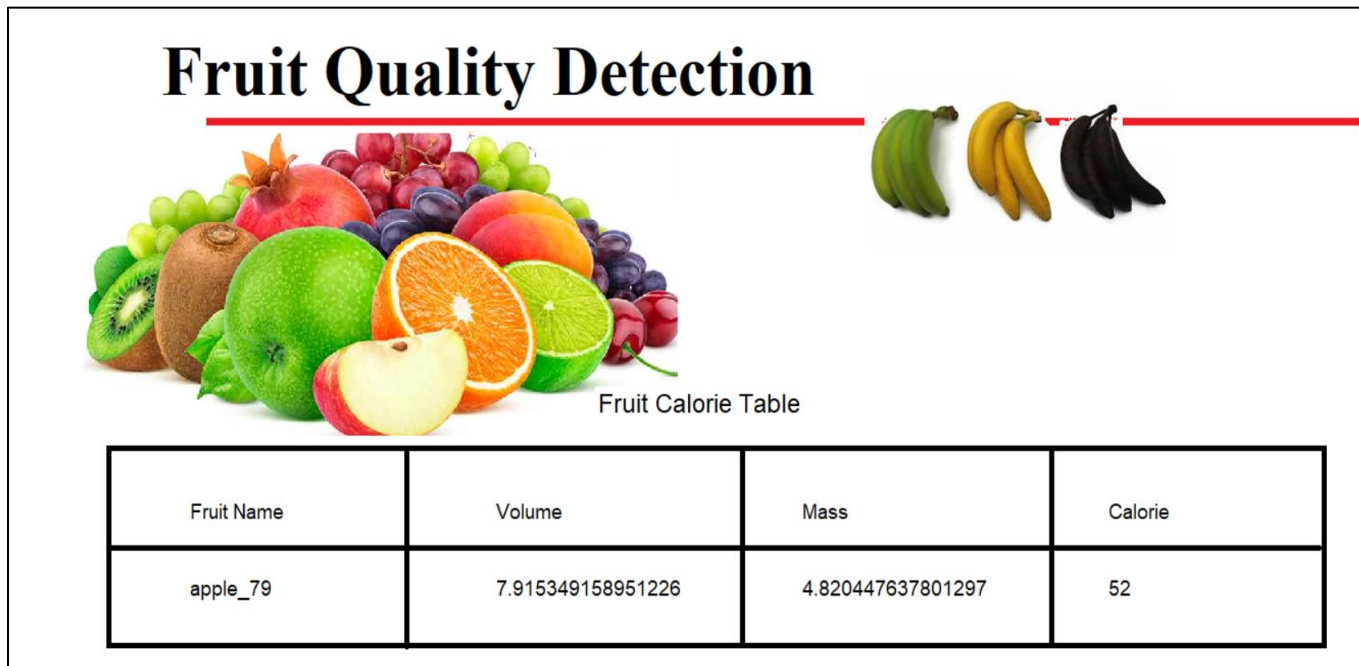 Fruit Quality Detection
Fruit Calorie Table
Fruit Name Volume Mass Calorie
apple_79 7.915349158951226 4.820447637801297 52